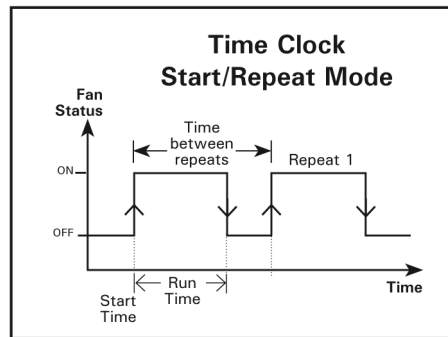 Time Clock
Start/Repeat Mode
Fan
Status
Time
between
repeats
Repeat 1
ON
OFF
Run
Time
Start
Time
Time